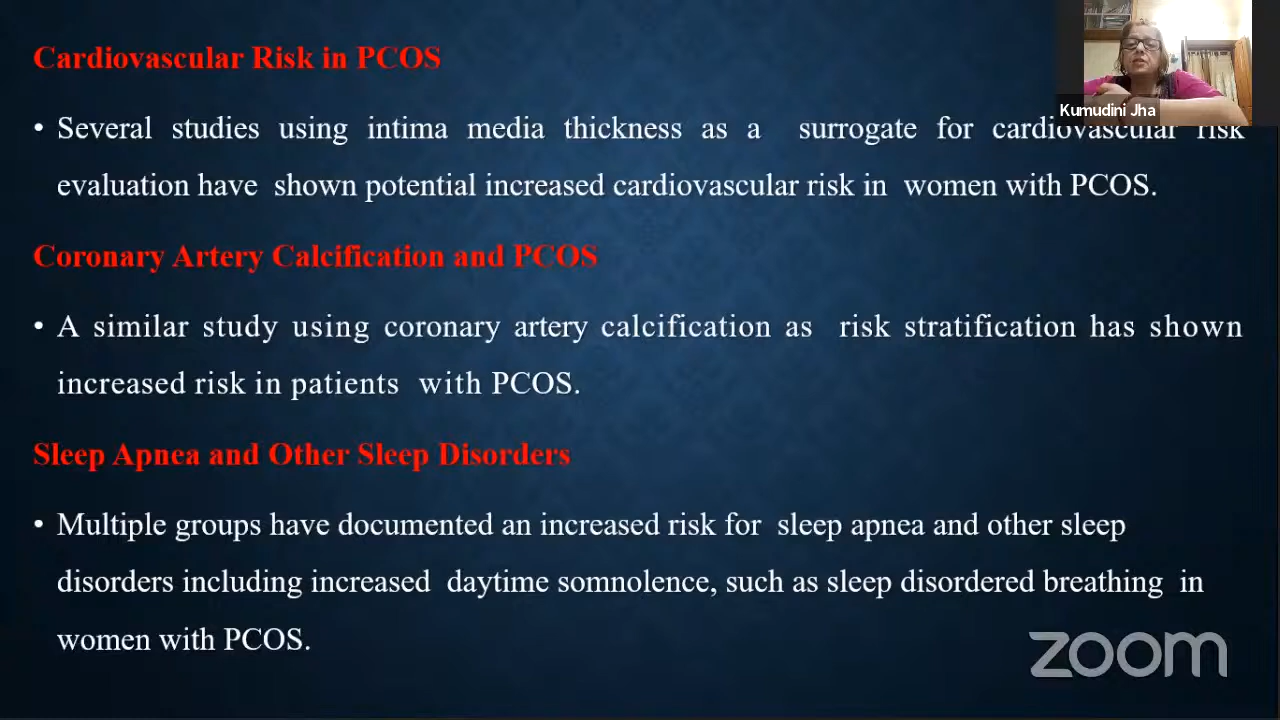 Cardiovascular Risk in PCOS
Kumudini Jha
• Several studies using intima media thickness as a surrogate for cardiovascular risk
evaluation have shown potential increased cardiovascular risk in women with PCOS.
Coronary Artery Calcification and PCOS
• A similar study using coronary artery calcification as risk stratification has shown
increased risk in patients with PCOS.
Sleep Apnea and Other Sleep Disorders
• Multiple groups have documented an increased risk for sleep apnea and other sleep
disorders including increased daytime somnolence, such as sleep disordered breathing in
women with PCOS.
zoom